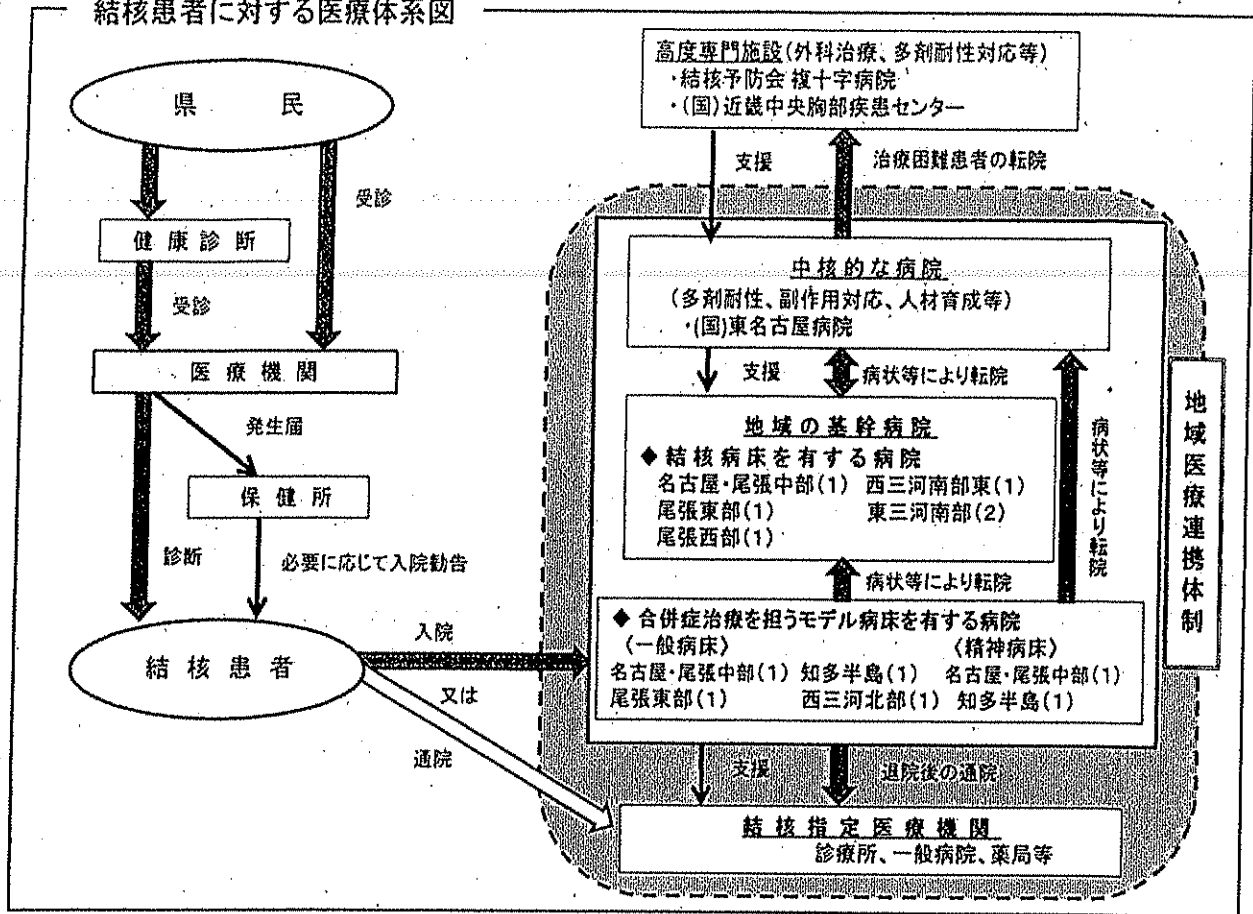 結核患者に対する医療体系図
県 民
受診
健康診断
受診
医療機関
発生届
保健所
診断
必要に応じて入院勧告
結核患者
入院
又は
通院
高度専門施設(外科治療、多剤耐性対応等)
・結核予防会 複十字病院
・(国)近畿中央胸部疾患センター
支援
治療困難患者の転院
中核的な病院
(多剤耐性、副作用対応、人材育成等)
・(国)東名古屋病院
支援
病状等により転院
地域の基幹病院
◆ 結核病床を有する病院
名古屋・尾張中部(1) 西三河南部東(1)
尾張東部(1) 東三河南部(2)
尾張西部(1)
病状等により転院
病状等により転院
◆ 合併症治療を担うモデル病床を有する病院
〈一般病床〉 〈精神病床〉
名古屋・尾張中部(1) 知多半島(1) 名古屋・尾張中部(1)
尾張東部(1) 西三河北部(1) 知多半島(1)
地域医療連携体制
支援
退院後の通院
結核指定医療機関
診療所、一般病院、薬局等